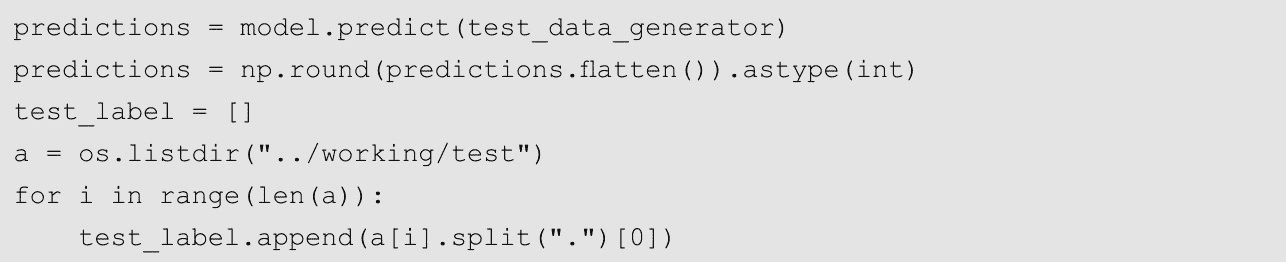 predictions = model.predict(test_data_generator)
predictions = np.round(predictions.flatten()).astype(int)
test_label = []
a = os.listdir("../working/test")
for i in range(len(a)):
    test_label.append(a[i].split(".")[0])